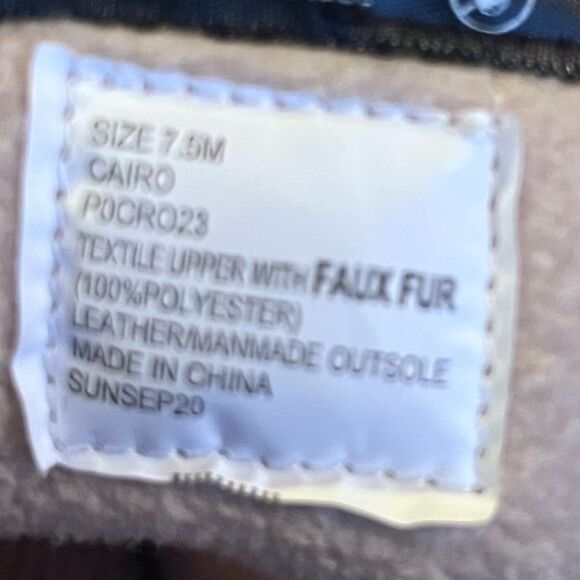 SIZE 7.5M
CAIRO
P0CRO23
TEXTILE UPPER WITH FAUX FUR
(100%POLYESTER)
LEATHER/MANMADE OUTSOLE
MADE IN CHINA
SUNSEP20